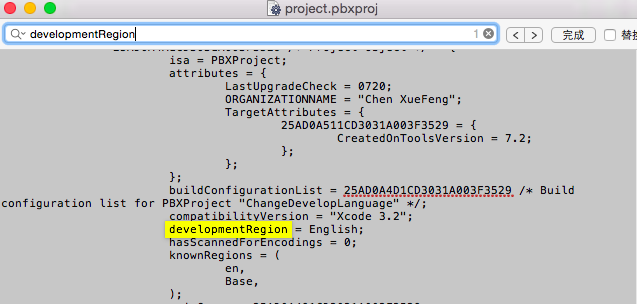 project.pbxproj
developmentRegion 1 完成 替换
isa = PBXProject;
attributes = {
LastUpgradeCheck = 0720;
ORGANIZATIONNAME = "Chen XueFeng";
TargetAttributes = {
25AD0A511CD3031A003F3529 = {
CreatedOnToolsVersion = 7.2;
};
};
};
buildConfigurationList = 25AD0A4D1CD3031A003F3529 /* Build
configuration list for PBXProject "ChangeDevelopLanguage" */;
compatibilityVersion = "Xcode 3.2";
developmentRegion = English;
hasScannedForEncodings = 0;
knownRegions = (
en,
Base,
);